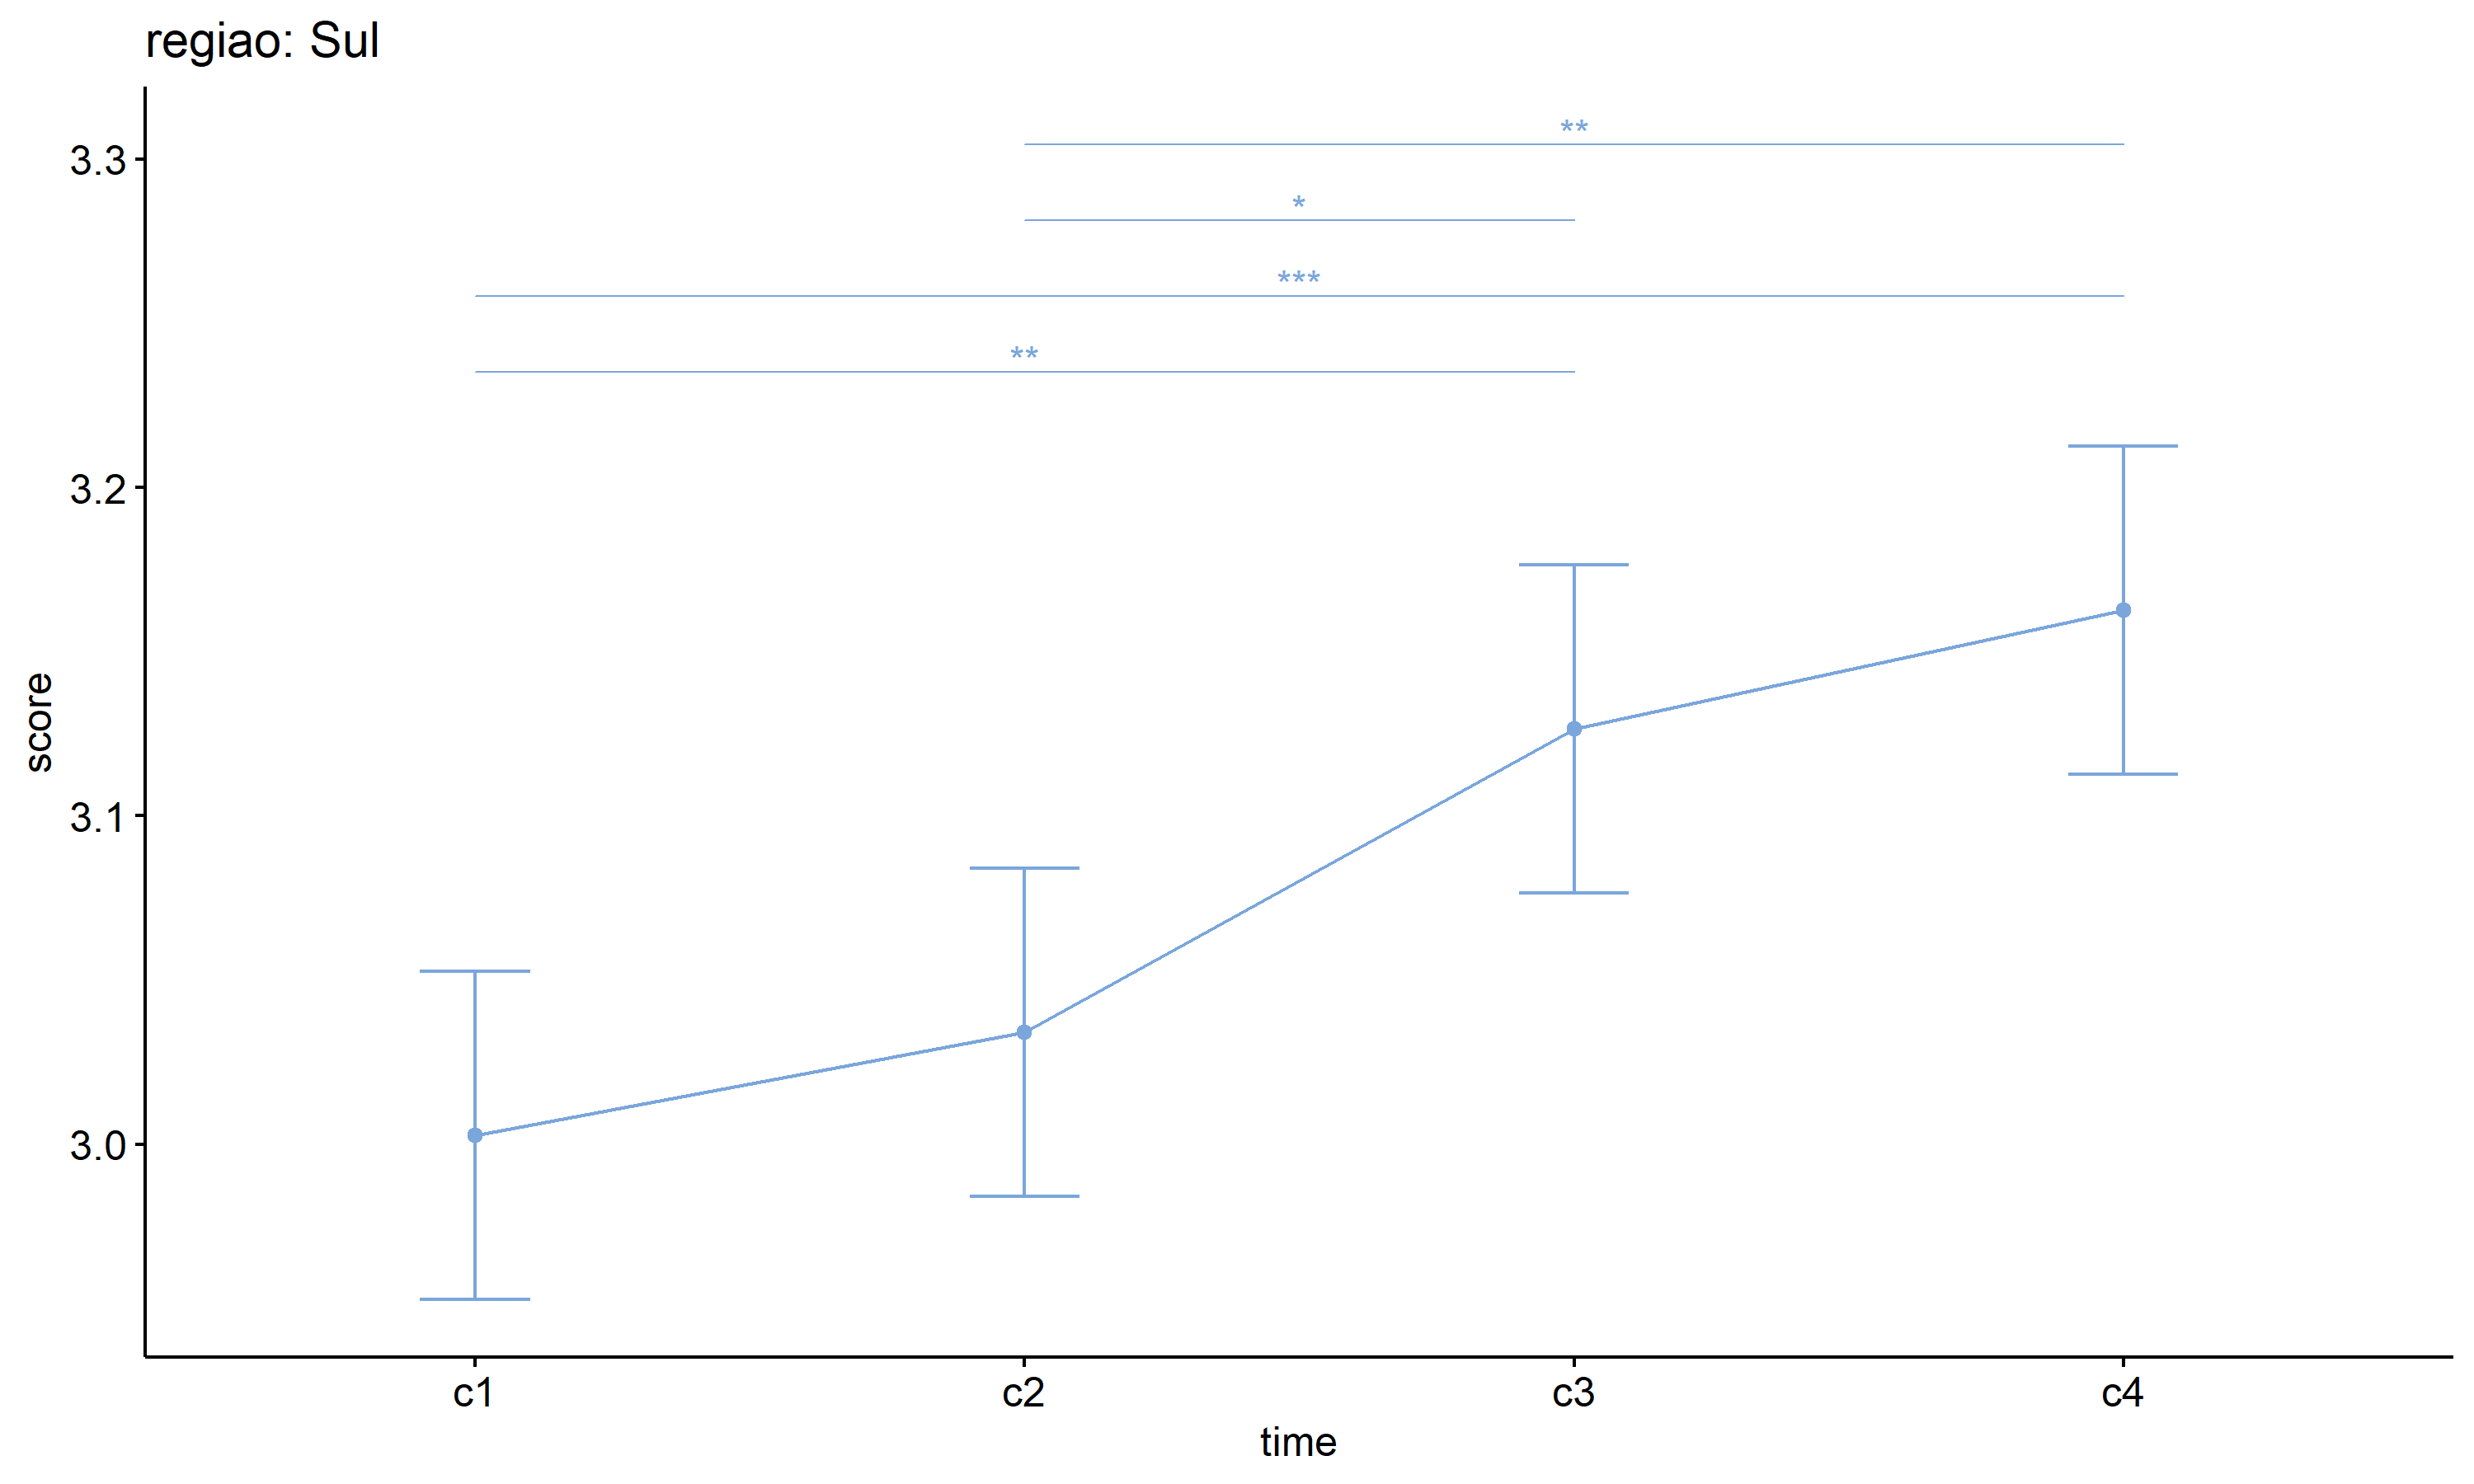 regiao: Sul
**
3.3
*
***
**
3.2
score
3.1
3.0
c1 c2 c3 c4
time